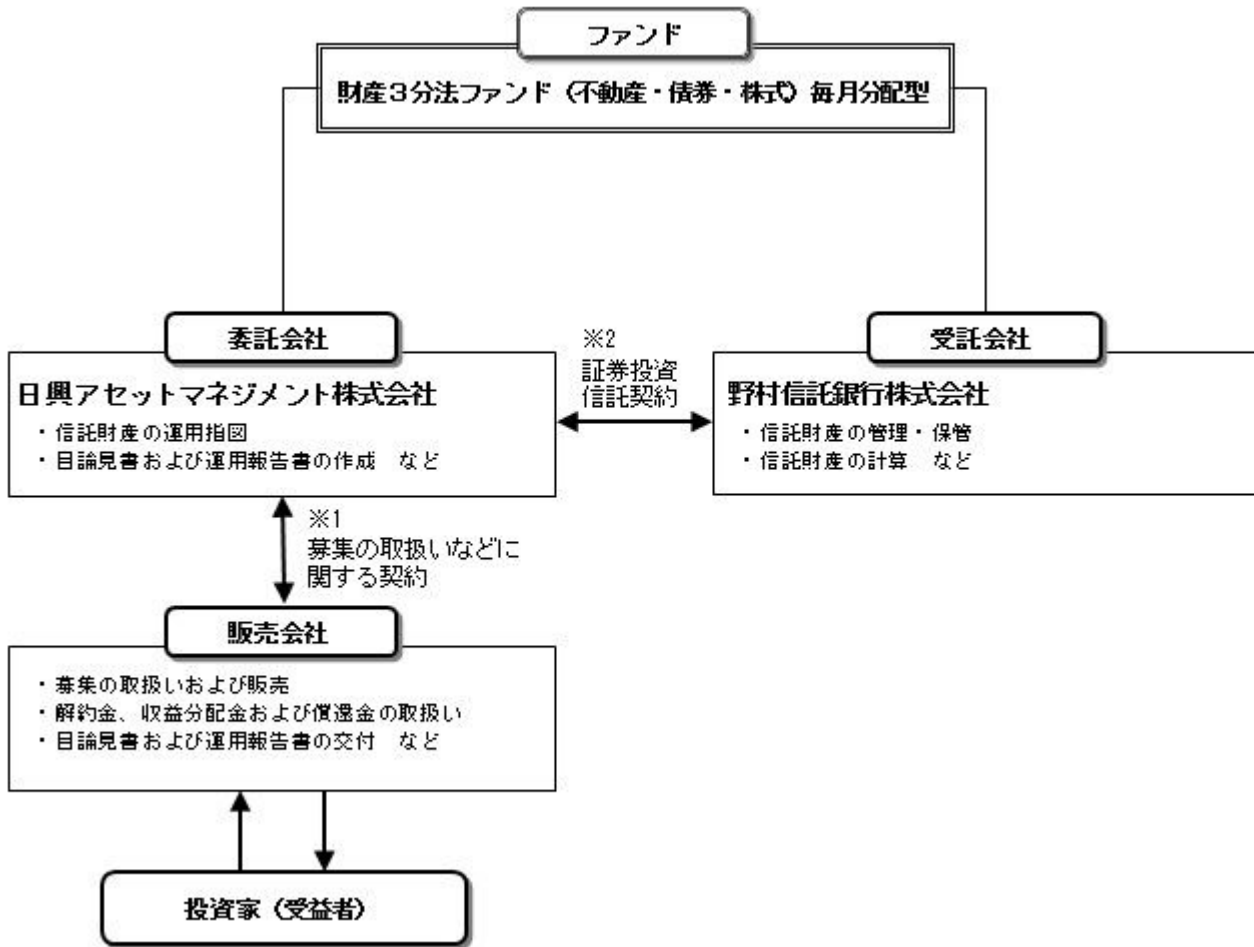 ファンド
財産3分法ファンド(不動産・債券・株式)毎月分配型
委託会社
日興アセットマネジメント株式会社
・信託財産の運用指図
・目論見書および運用報告書の作成 など
※2
証券投資
信託契約
受託会社
野村信託銀行株式会社
・信託財産の管理・保管
・信託財産の計算 など
※1
募集の取扱いなどに
関する契約
販売会社
・募集の取扱いおよび販売
・解約金、収益分配金および償還金の取扱い
・目論見書および運用報告書の交付 など
投資家(受益者)